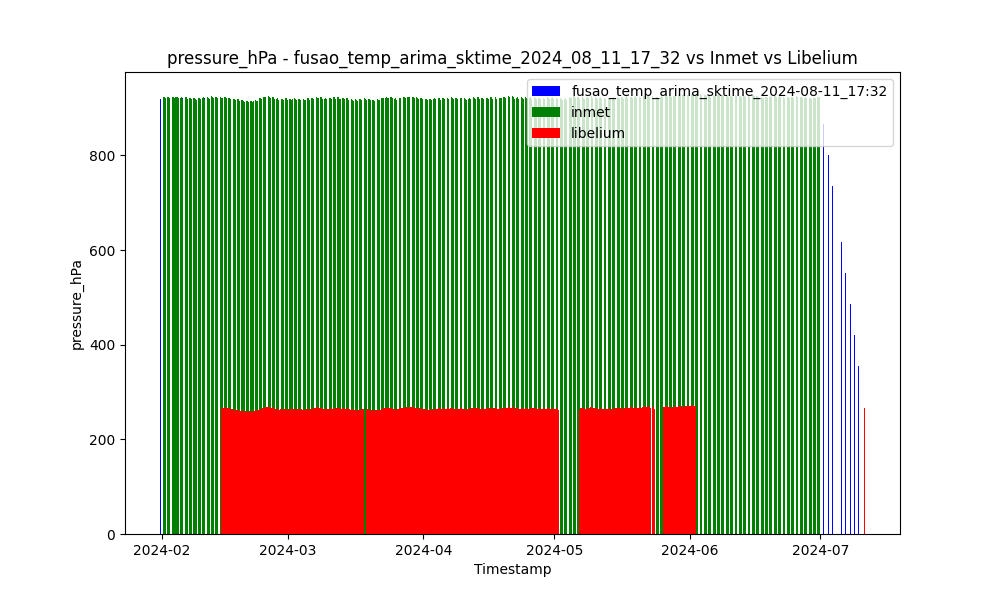 pressure_hPa - fusao_temp_arima_sktime_2024_08_11_17_32 vs Inmet vs Libelium
fusao_temp_arima_sktime_2024-08-11_17:32
inmet
libelium
800
600
400
200
0
pressure_hPa
2024-02 2024-03 2024-04 2024-05 2024-06 2024-07
Timestamp